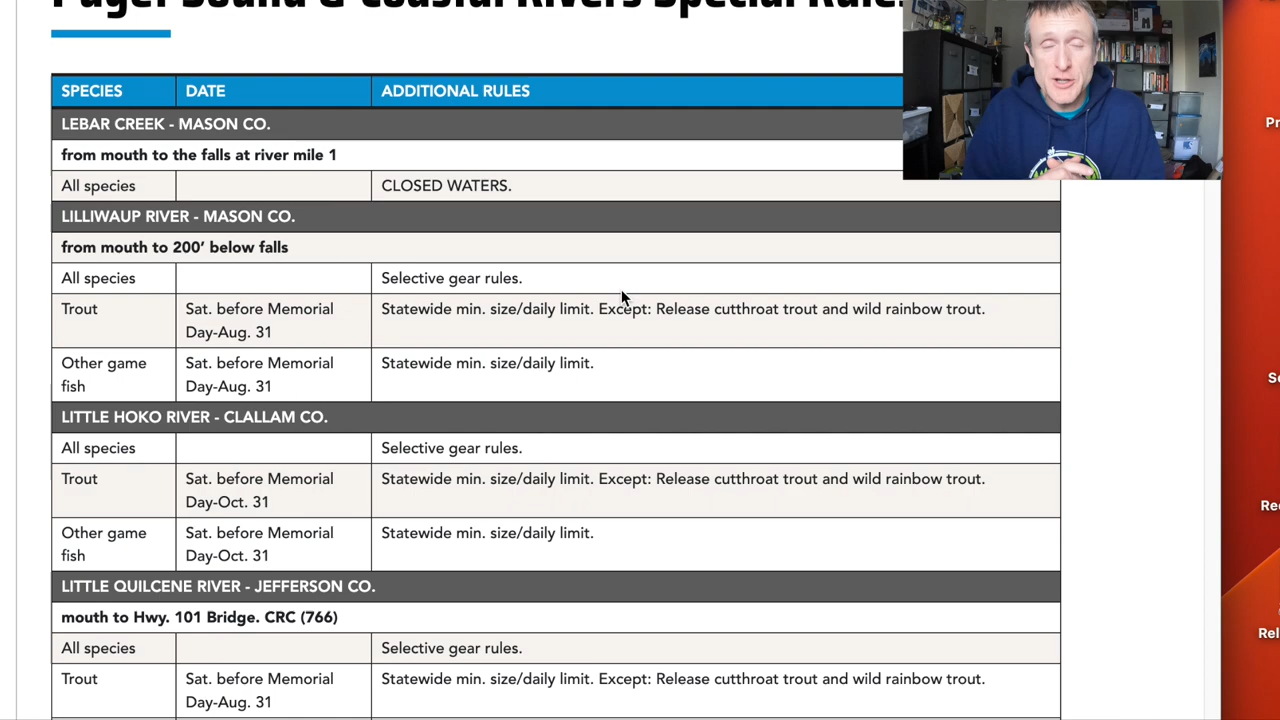 Puget Sound & Coastal Rivers Special Rules
SPECIES DATE ADDITIONAL RULES
LEBAR CREEK - MASON CO.
from mouth to the falls at river mile 1
All species CLOSED WATERS.
LILLIWAUP RIVER - MASON CO.
from mouth to 200’ below falls
All species Selective gear rules.
Trout Sat. before Memorial Statewide min. size/daily limit. Except: Release cutthroat trout and wild rainbow trout.
Day-Aug. 31
Other game Sat. before Memorial Statewide min. size/daily limit.
fish Day-Aug. 31
LITTLE HOKO RIVER - CLALLAM CO.
All species Selective gear rules.
Trout Sat. before Memorial Statewide min. size/daily limit. Except: Release cutthroat trout and wild rainbow trout.
Day-Oct. 31
Other game Sat. before Memorial Statewide min. size/daily limit.
fish Day-Oct. 31
LITTLE QUILCENE RIVER - JEFFERSON CO.
mouth to Hwy. 101 Bridge. CRC (766)
All species Selective gear rules.
Trout Sat. before Memorial Statewide min. size/daily limit. Except: Release cutthroat trout and wild rainbow trout.
Day-Aug. 31